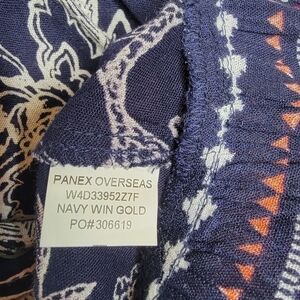 PANEX OVERSEAS
W4D33952Z7F
NAVY WIN GOLD
PO#306619